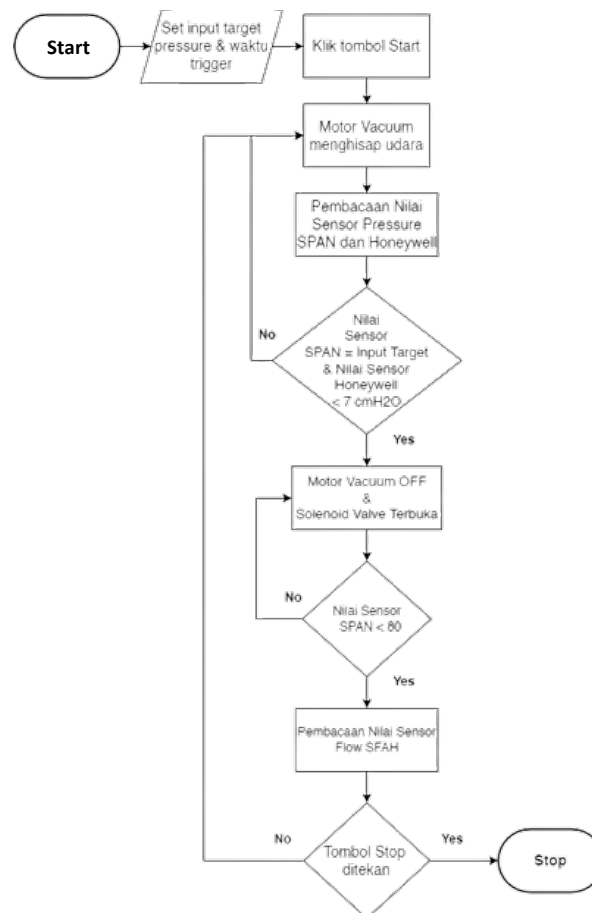 Start
Set input target
pressure & waktu
trigger
Klik tombol Start
Motor Vacuum
menghisap udara
Pembacaan Nilai
Sensor Pressure
SPAN dan Honeywell
Nilai
Sensor
SPAN = Input Target
& Nilai Sensor
Honeywell
< 7 cmH2O
No
Yes
Motor Vacuum OFF
&
Solenoid Valve Terbuka
Nilai Sensor
SPAN < 80
No
Yes
Pembacaan Nilai Sensor
Flow SFAH
Tombol Stop
ditekan
No
Yes
Stop